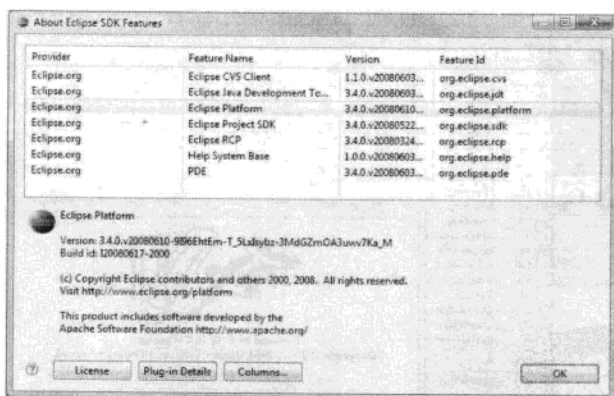 About Eclipse SDK Features
Provider Feature Name Version Feature Id
Eclipse.org Eclipse CVS Client 1.1.0.v20080603... org.eclipse.cvs
Eclipse.org Eclipse Java Development To... 3.4.0.v20080603... org.eclipse.jdt
Eclipse.org Eclipse Platform 3.4.0.v20080610... org.eclipse.platform
Eclipse.org Eclipse Project SDK 3.4.0.v20080522... org.eclipse.sdk
Eclipse.org Eclipse RCP 3.4.0.v20080324... org.eclipse.rcp
Eclipse.org Help System Base 1.0.0.v20080603... org.eclipse.help
Eclipse.org PDE 3.4.0.v20080603... org.eclipse.pde
Eclipse Platform
Version:
Build id: I20080617-2000
(c) Copyright Eclipse contributors and others 2000, 2008. All rights reserved.
Visit http://www.eclipse.org/platform
This product includes software developed by the
Apache Software Foundation http://www.apache.org/
License Plug-in Details Columns... OK